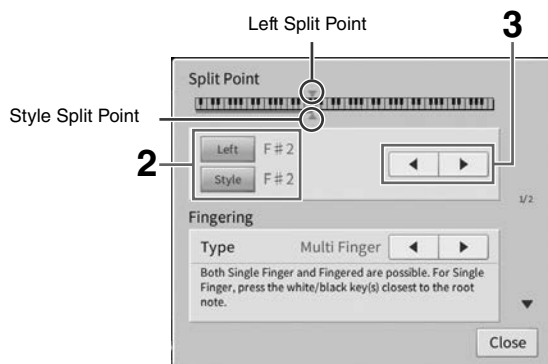 Left Split Point
3
Split Point
Style Split Point
2
Left F#2
Style F#2
1/2
Fingering
Type Multi Finger
Both Single Finger and Fingered are possible. For Single
Finger, press the white/black key(s) closest to the root
note.
Close